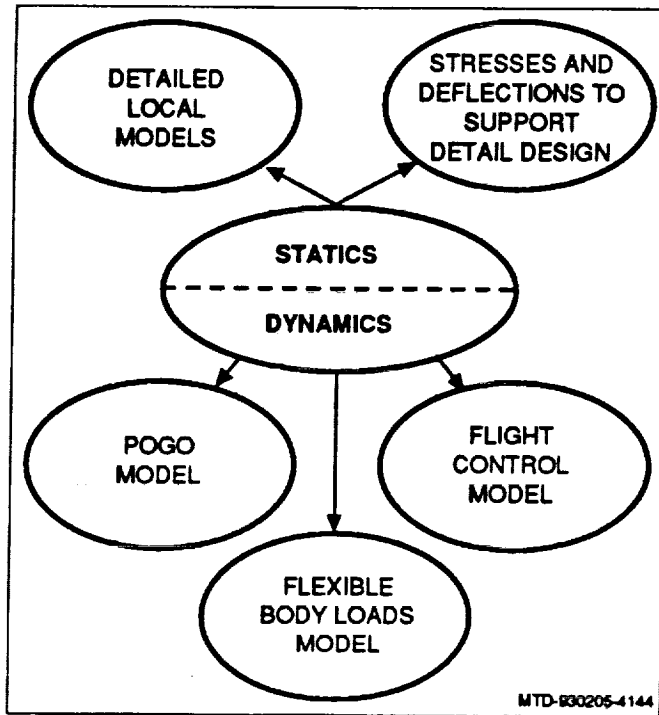 DETAILED
LOCAL
MODELS
STRESSES AND
DEFLECTIONS TO
SUPPORT
DETAIL DESIGN
STATICS
DYNAMICS
POGO
MODEL
FLIGHT
CONTROL
MODEL
FLEXIBLE
BODY LOADS
MODEL
MTD-930205-4144